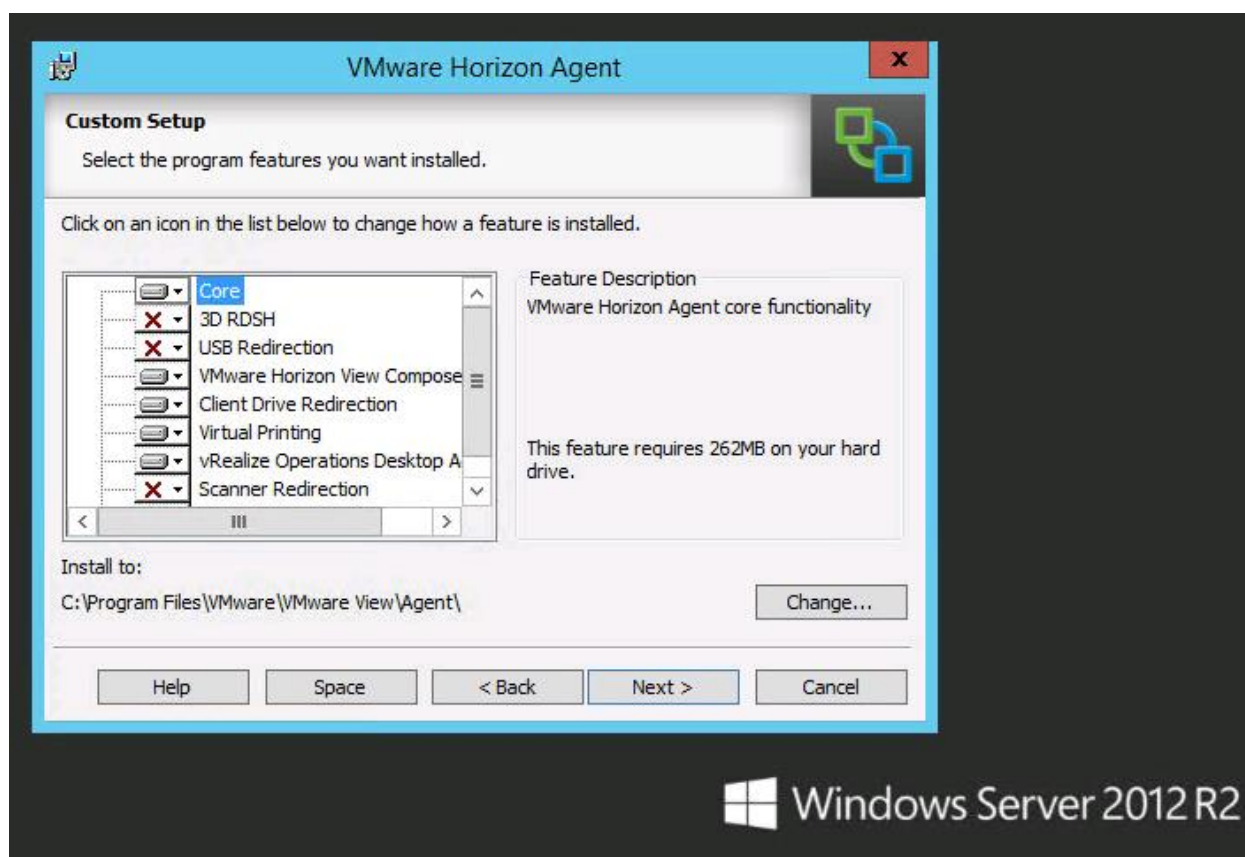 VMware Horizon Agent
x
Custom Setup
Select the program features you want installed.
Click on an icon in the list below to change how a feature is installed.
Core
3D RDSH
USB Redirection
VMware Horizon View Compose
Client Drive Redirection
Virtual Printing
vRealize Operations Desktop A
Scanner Redirection
Feature Description
VMware Horizon Agent core functionality
This feature requires 262MB on your hard
drive.
Install to:
C:\Program Files\VMware\VMware View\Agent\
Change...
Help
Space
< Back
Next >
Cancel
Windows Server 2012 R2